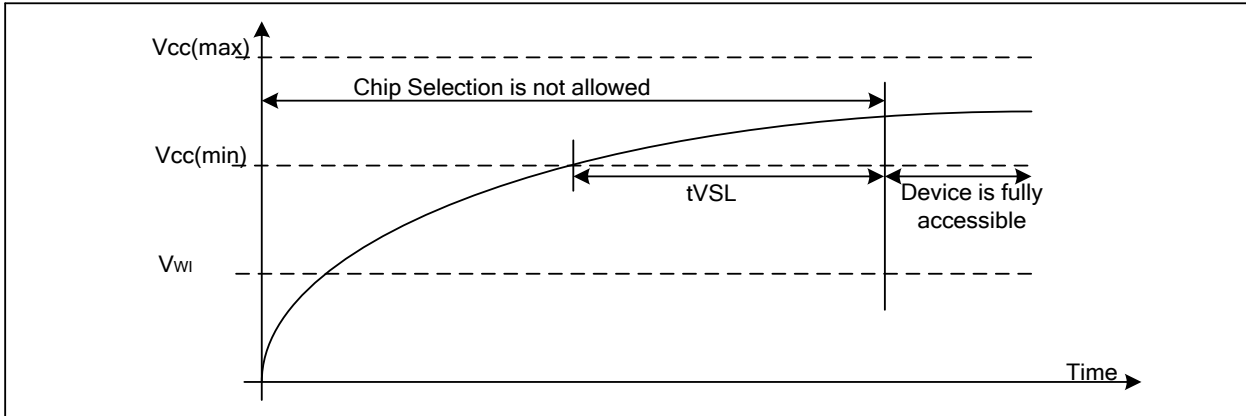 Vcc(max)
Chip Selection is not allowed
Vcc(min)
tVSL
Device is fully
accessible
VWI
Time